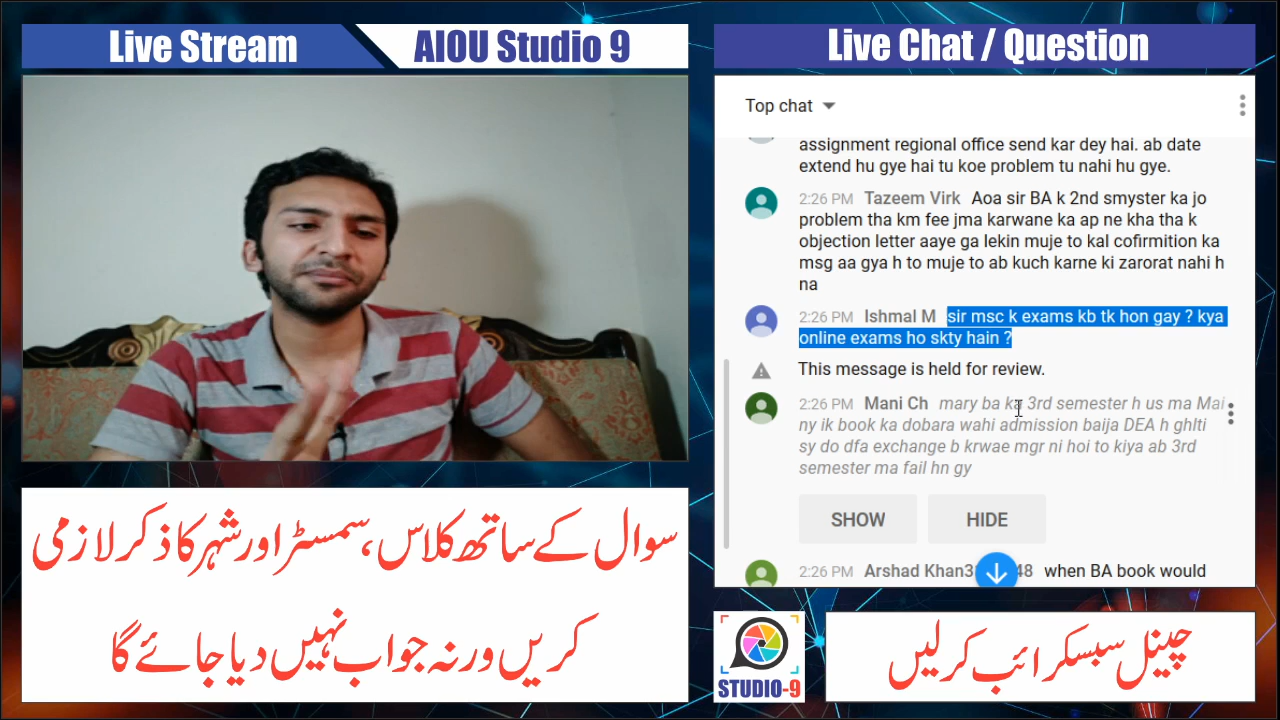 Live Stream
AIOU Studio 9
Live Chat / Question
Top chat
assignment regional office send kar dey hai. ab date
extend hu gye hai tu koe problem tu nahi hu gye.
2:26 PM Tazeem Virk Aoa sir BA k 2nd smyster ka jo
problem tha km fee jma karwane ka ap ne kha tha k
objection letter aaye ga lekin muje to kal cofirmition ka
msg aa gya h to muje to ab kuch karne ki zarorat nahi h
na
2:26 PM Ishmal M sir msc k exams kb tk hon gay ? kya
online exams ho skty hain ?
This message is held for review.
2:26 PM Mani Ch mary ba ka 3rd semester h us ma Mai
ny ik book ka dobara wahi admission baija DEA h ghlti
sy do dfa exchange b krwae mgr ni hoi to kiya ab 3rd
semester ma fail hn gy
SHOW HIDE
2:26 PM Arshad when BA book would
سوال کے ساتھ کلاس، سمسٹر اور شہر کا ذکر لازمی
کریں ورنہ جواب نہیں دیا جائے گا
STUDIO-9
چینل سبسکرائب کر لیں